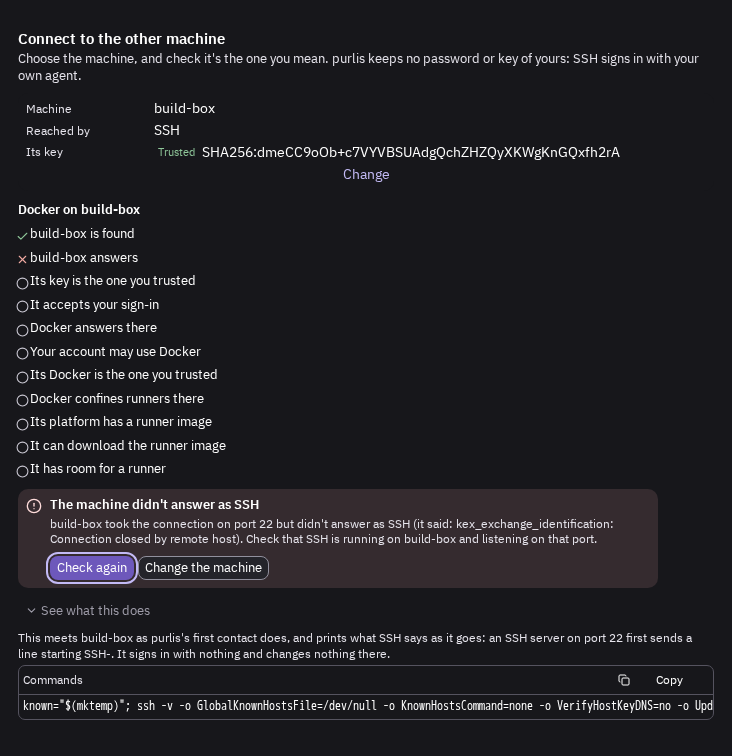 Connect to the other machine
Choose the machine, and check it's the one you mean. purlis keeps no password or key of yours: SSH signs in with your
own agent.
Machine build-box
Reached by SSH
Its key Trusted SHA256:dmeCC9oOb+c7VYVBSUAdgQchZHZQyXKWgKnGQxfh2rA
Change
Docker on build-box
build-box is found
build-box answers
Its key is the one you trusted
It accepts your sign-in
Docker answers there
Your account may use Docker
Its Docker is the one you trusted
Docker confines runners there
Its platform has a runner image
It can download the runner image
It has room for a runner
The machine didn't answer as SSH
build-box took the connection on port 22 but didn't answer as SSH (it said: kex_exchange_identification:
Connection closed by remote host). Check that SSH is running on build-box and listening on that port.
Check again Change the machine
See what this does
This meets build-box as purlis's first contact does, and prints what SSH says as it goes: an SSH server on port 22 first sends a
line starting SSH-. It signs in with nothing and changes nothing there.
Commands Copy
known="$(mktemp)"; ssh -v -o GlobalKnownHostsFile=/dev/null -o KnownHostsCommand=none -o VerifyHostKeyDNS=no -o Upd